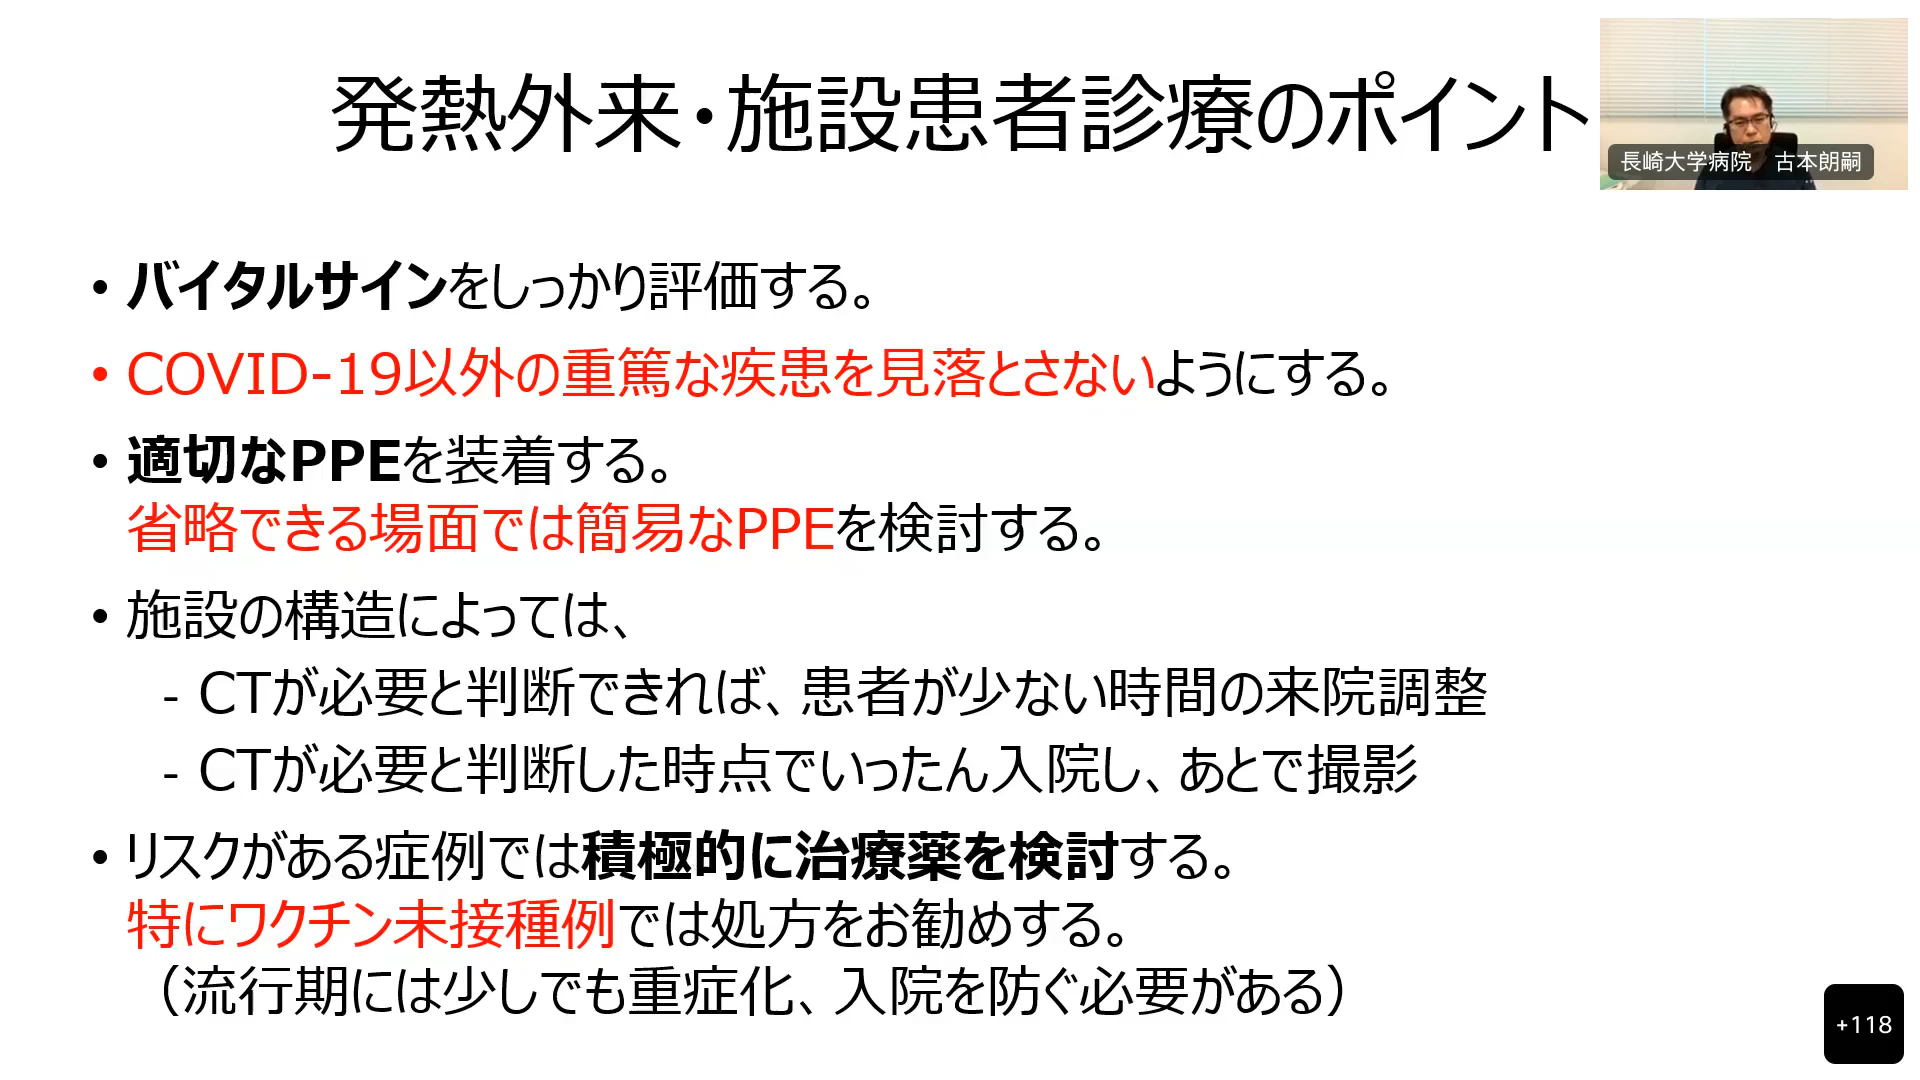 発熱外来・施設患者診療のポイント
長崎大学病院　古本朗嗣
• バイタルサインをしっかり評価する。
• COVID-19以外の重篤な疾患を見落とさないようにする。
• 適切なPPEを装着する。
省略できる場面では簡易なPPEを検討する。
• 施設の構造によっては、
- CTが必要と判断できれば、患者が少ない時間の来院調整
- CTが必要と判断した時点でいったん入院し、あとで撮影
• リスクがある症例では積極的に治療薬を検討する。
特にワクチン未接種例では処方をお勧めする。
（流行期には少しでも重症化、入院を防ぐ必要がある）
+118